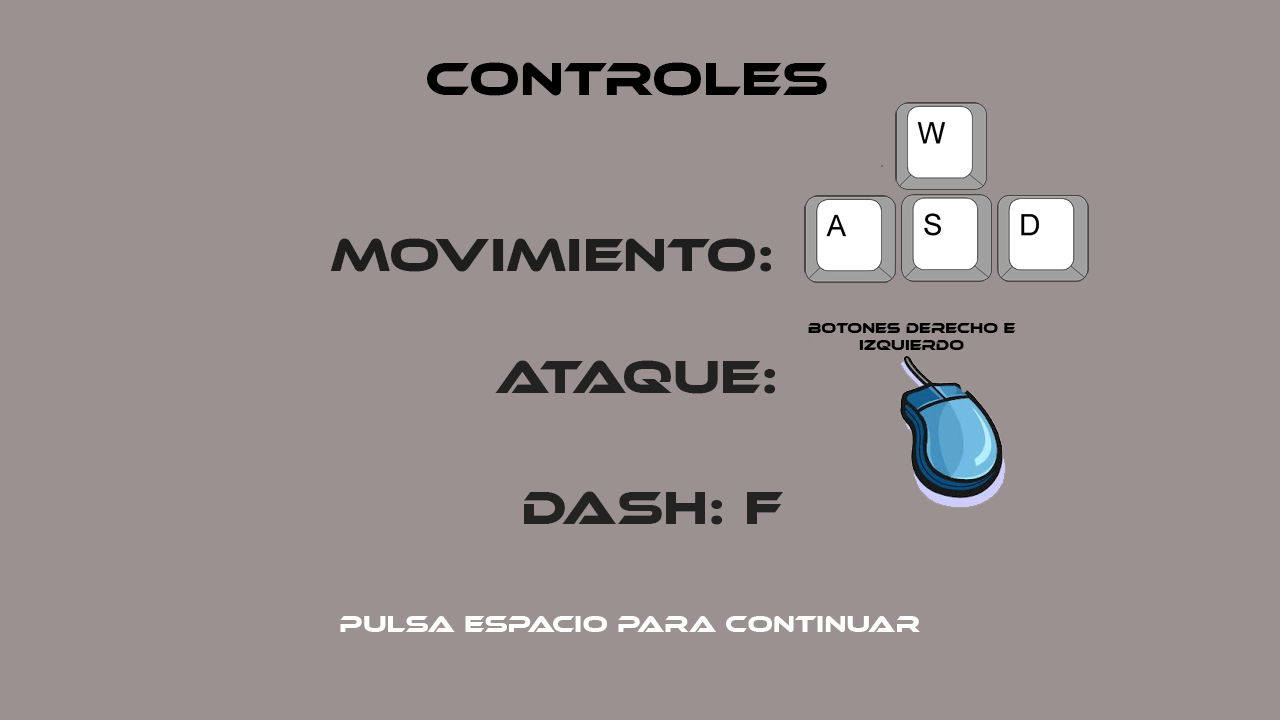 CONTROLES
W
MOVIMIENTO:
A S D
BOTONES DERECHO E
IZQUIERDO
ATAQUE:
DASH: F
PULSA ESPACIO PARA CONTINUAR